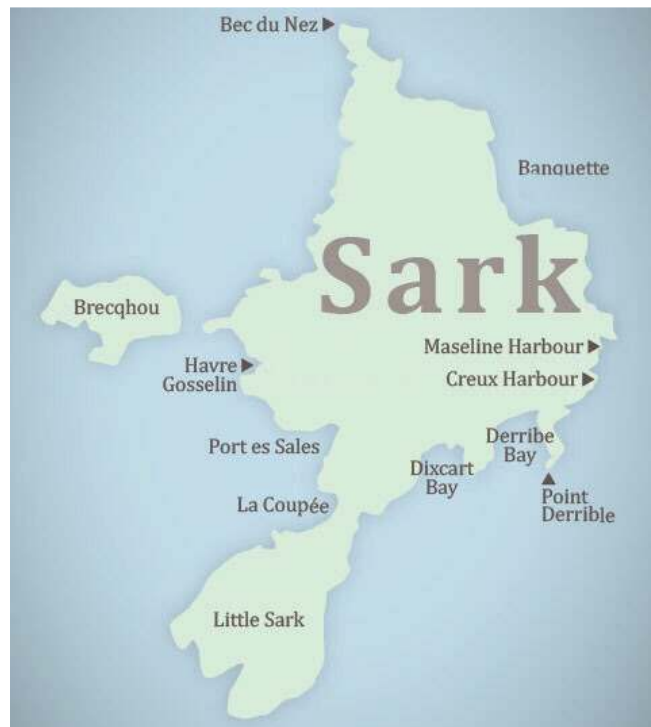 Bec du Nez ▶
Banquette
Sark
Brecqhou
Maseline Harbour ▶
Havre ▶
Gosselin
Creux Harbour ▶
Port es Sales
Derribe
Bay
Dixcart
Bay
▲
Point
Derrible
La Coupée
Little Sark